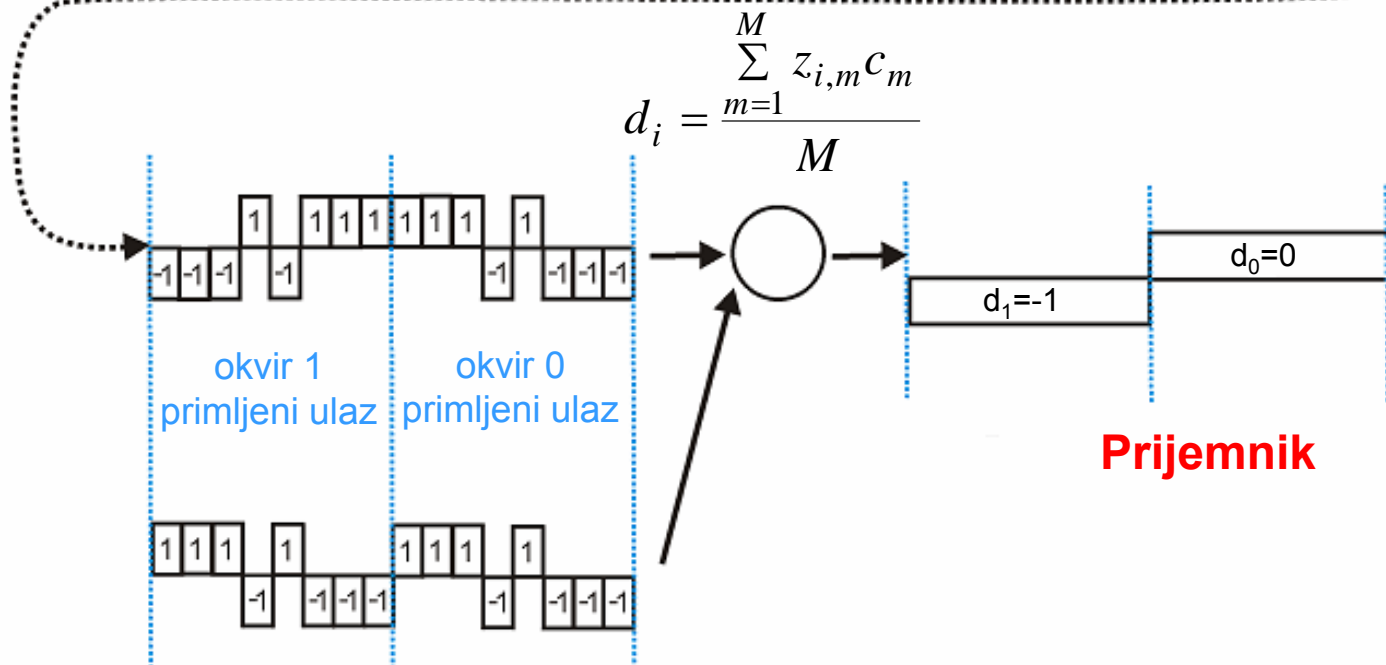 d_i = \frac{\sum_{m=1}^{M} z_{i,m} c_m}{M}
-1 -1 -1 1 -1 1 1 1 1 1 1 -1 1 -1 -1 -1
d₁=-1
d₀=0
okvir 1
primljeni ulaz
okvir 0
primljeni ulaz
Prijemnik
1 1 1 -1 1 -1 -1 -1 1 1 1 -1 1 -1 -1 -1